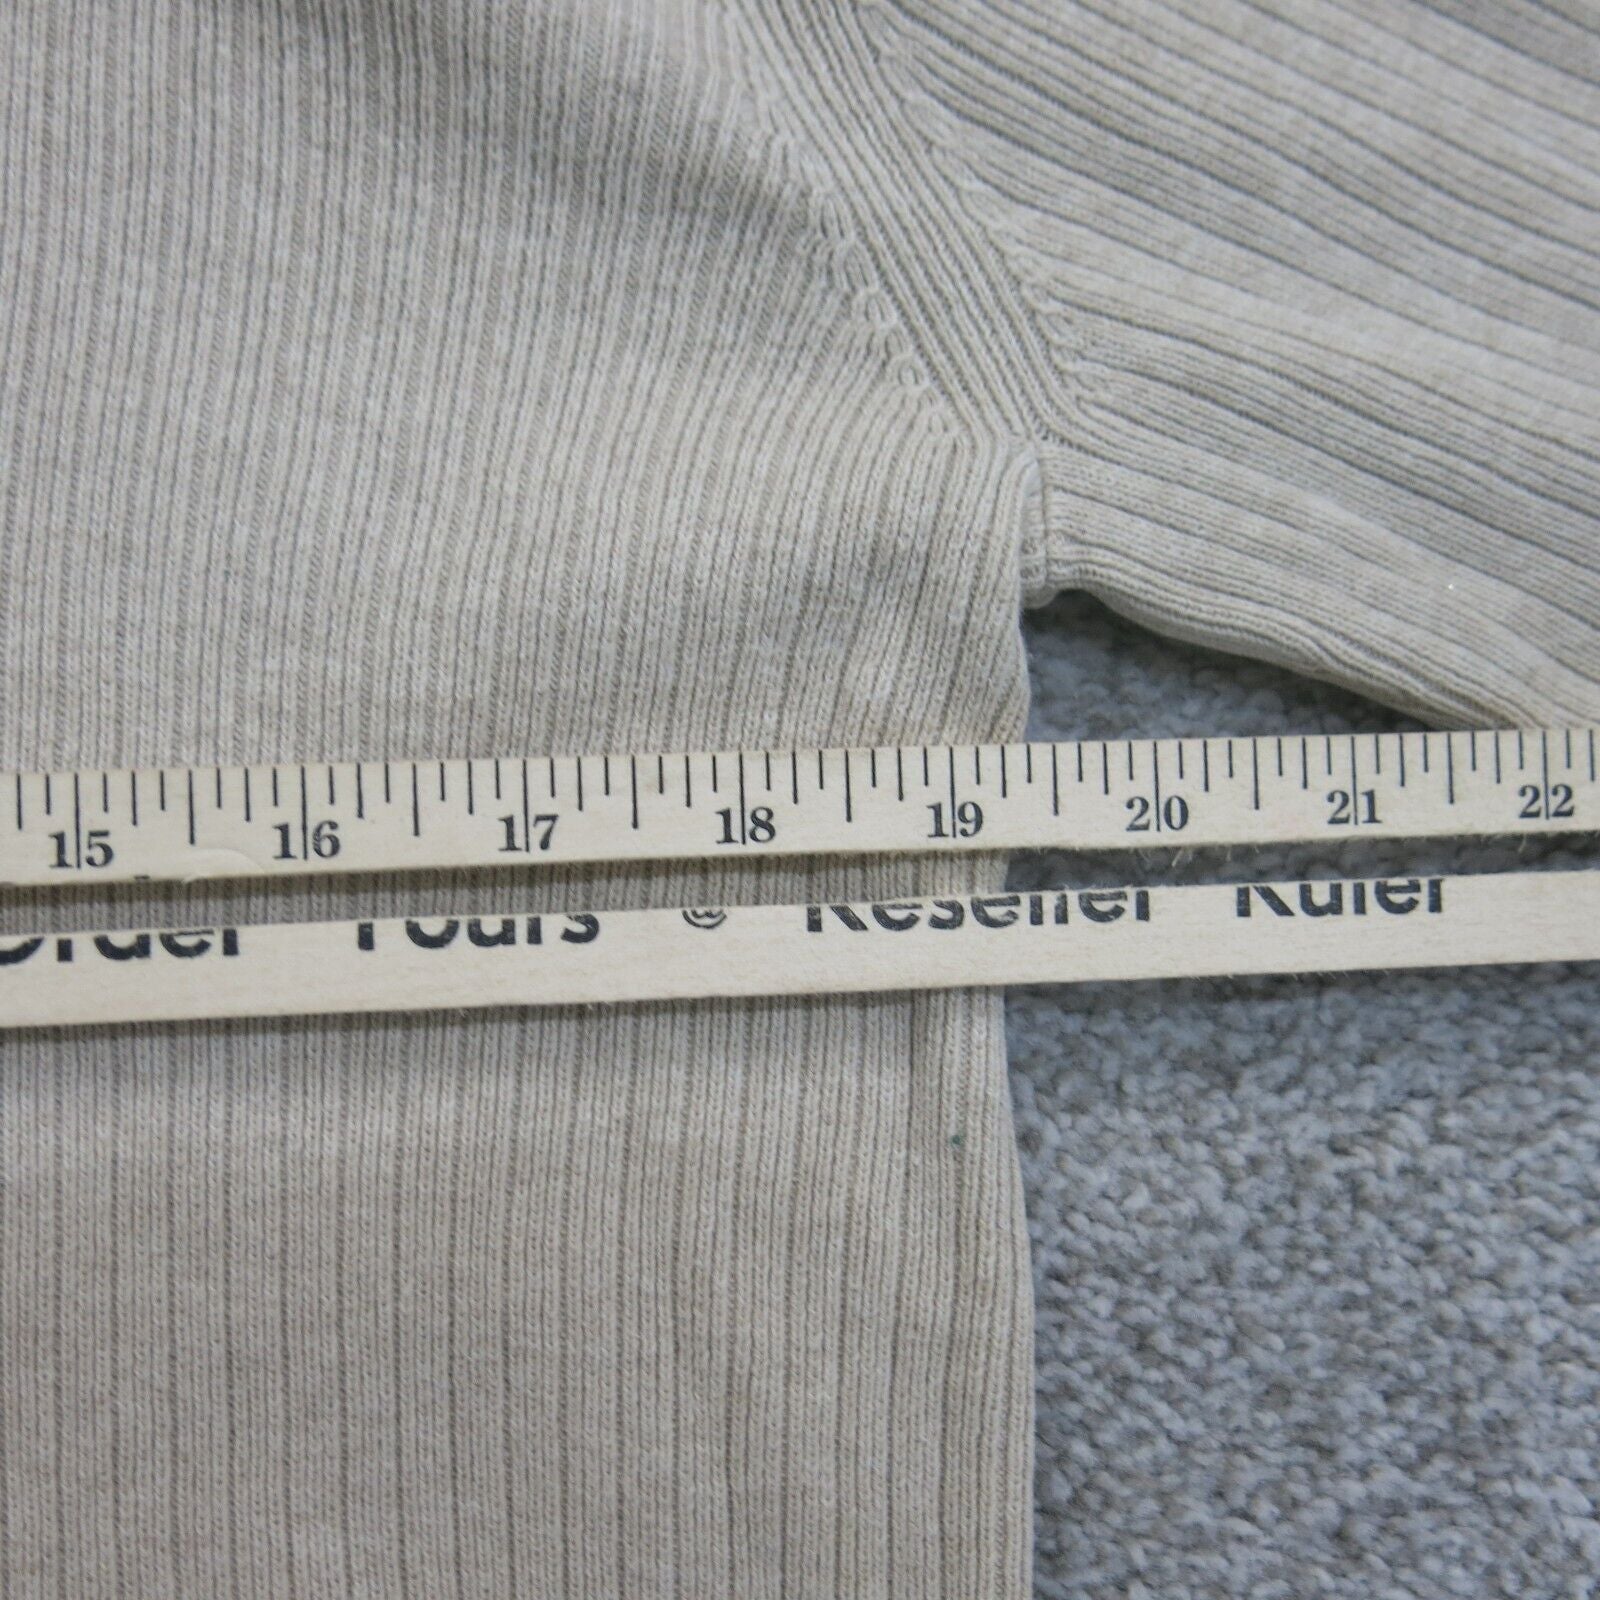 15 16 17 18 19 20 21 22
Order Yours @ Reseller Ruler